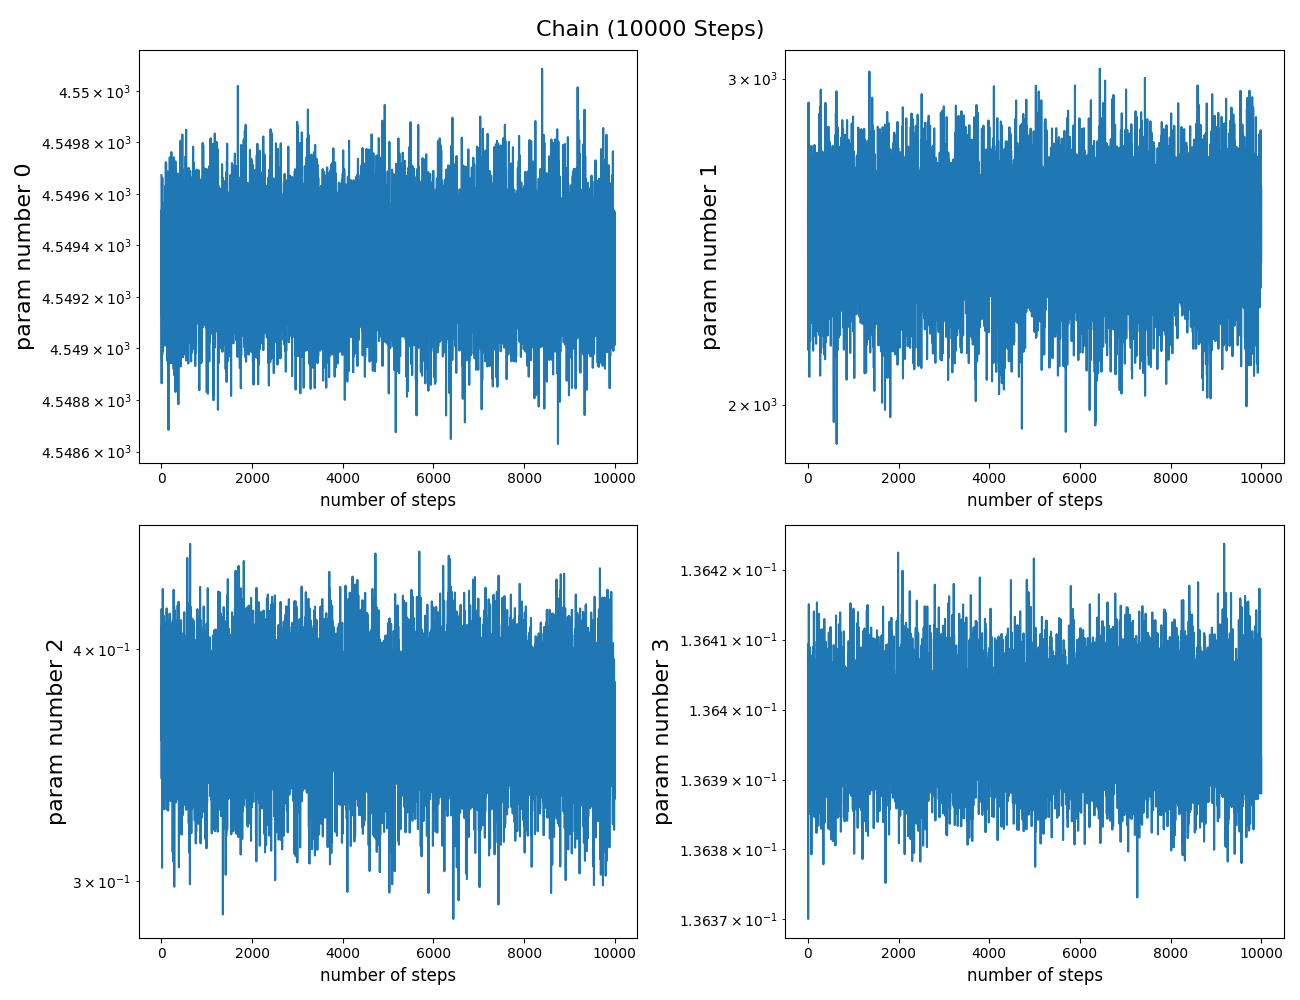 Chain (10000 Steps)
param number 0
4.55 × 10³
4.5498 × 10³
4.5496 × 10³
4.5494 × 10³
4.5492 × 10³
4.549 × 10³
4.5488 × 10³
4.5486 × 10³
0 2000 4000 6000 8000 10000
number of steps
param number 1
3 × 10³
2 × 10³
0 2000 4000 6000 8000 10000
number of steps
param number 2
4 × 10⁻¹
3 × 10⁻¹
0 2000 4000 6000 8000 10000
number of steps
param number 3
1.3642 × 10⁻¹
1.3641 × 10⁻¹
1.364 × 10⁻¹
1.3639 × 10⁻¹
1.3638 × 10⁻¹
1.3637 × 10⁻¹
0 2000 4000 6000 8000 10000
number of steps